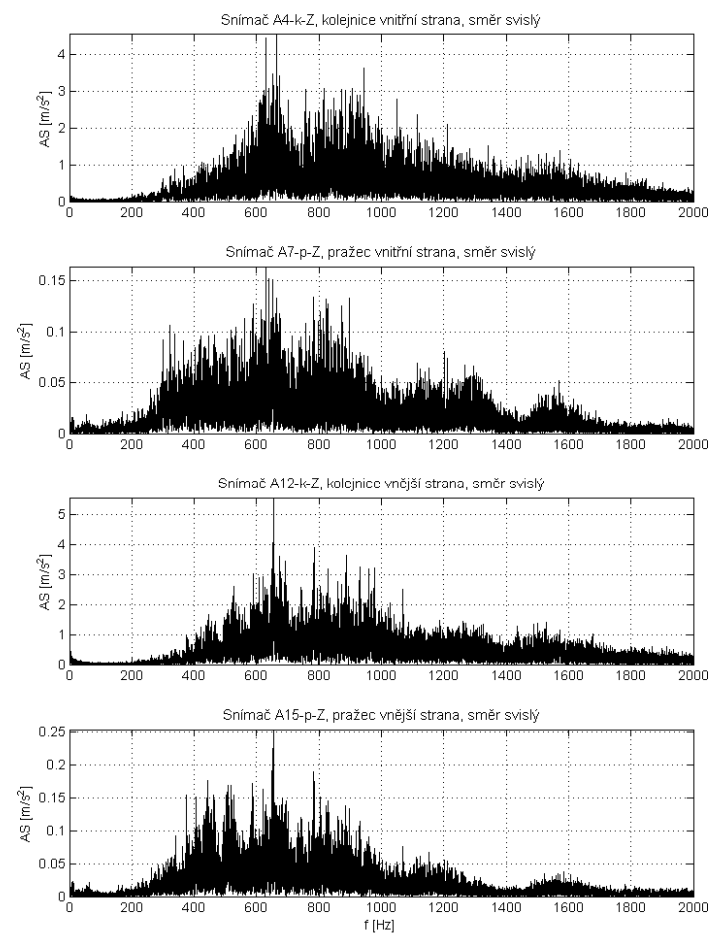 Snímač A4-k-Z, kolejnice vnitřní strana, směr svislý
AS [m/s²]
4
3
2
1
0
0 200 400 600 800 1000 1200 1400 1600 1800 2000
Snímač A7-p-Z, pražec vnitřní strana, směr svislý
AS [m/s²]
0.15
0.1
0.05
0
0 200 400 600 800 1000 1200 1400 1600 1800 2000
Snímač A12-k-Z, kolejnice vnější strana, směr svislý
AS [m/s²]
5
4
3
2
1
0
0 200 400 600 800 1000 1200 1400 1600 1800 2000
Snímač A15-p-Z, pražec vnější strana, směr svislý
AS [m/s²]
0.25
0.2
0.15
0.1
0.05
0
0 200 400 600 800 1000 1200 1400 1600 1800 2000
f [Hz]